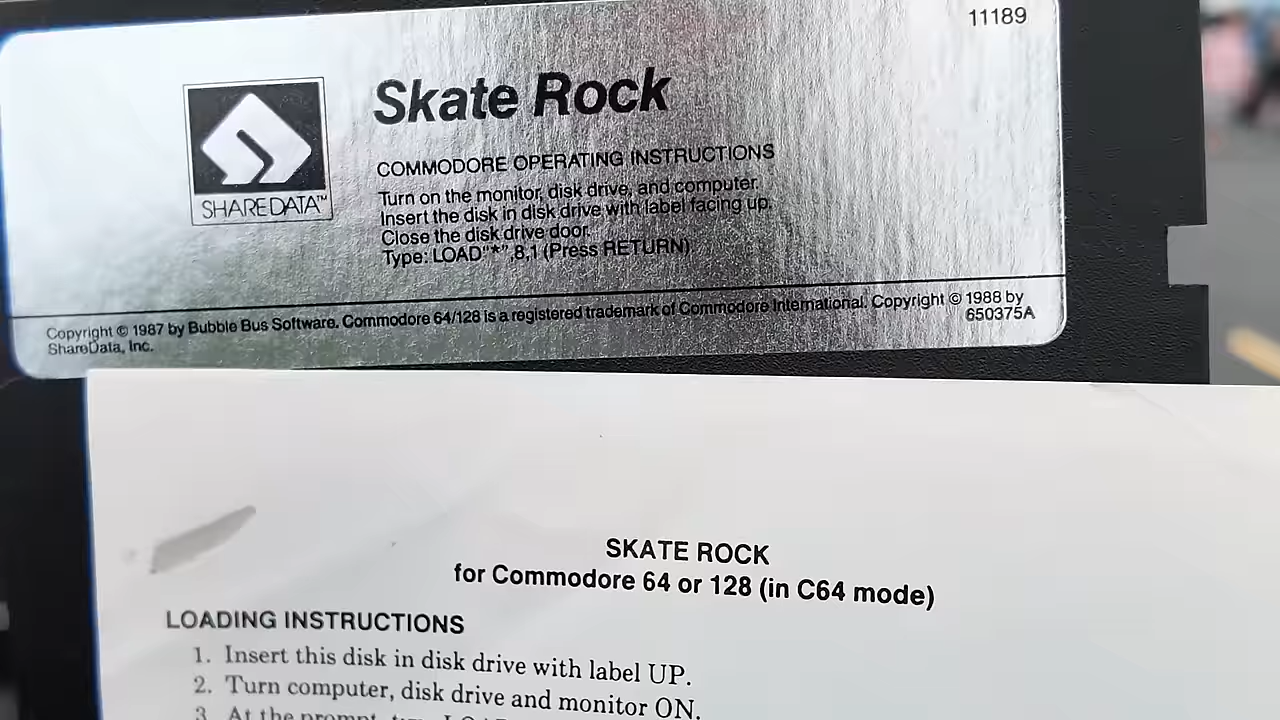 11189
Skate Rock
SHAREDATA™
COMMODORE OPERATING INSTRUCTIONS
Turn on the monitor, disk drive, and computer.
Insert the disk in disk drive with label facing up.
Close the disk drive door.
Type: LOAD"*",8,1 (Press RETURN)
Copyright © 1987 by Bubble Bus Software. Commodore 64/128 is a registered trademark of Commodore International. Copyright © 1988 by
ShareData, Inc.
650375A
SKATE ROCK
for Commodore 64 or 128 (in C64 mode)
LOADING INSTRUCTIONS
1. Insert this disk in disk drive with label UP.
2. Turn computer, disk drive and monitor ON.
3. At the prompt,